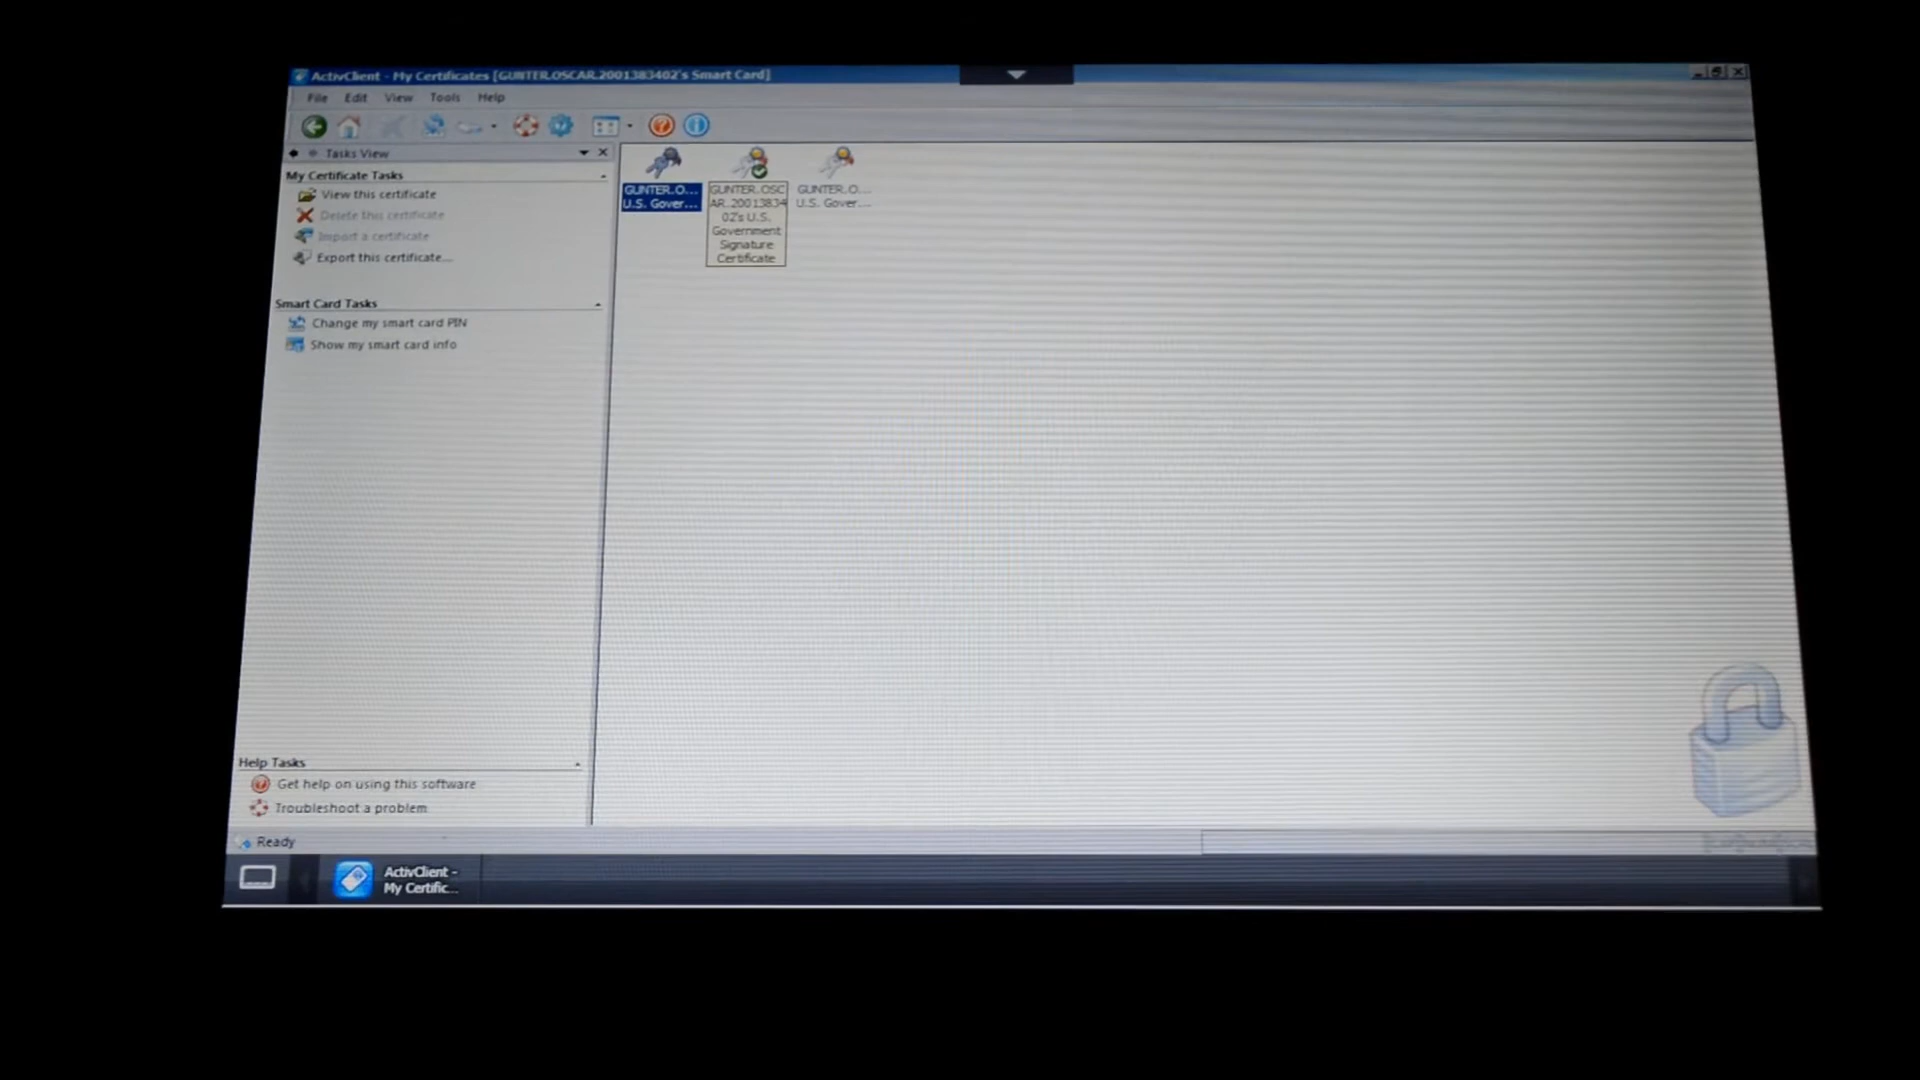 ActivClient - My Certificates [GUNTER.OSCAR.2001383402's Smart Card]
File Edit View Tools Help
Tasks View
My Certificate Tasks
View this certificate
Delete this certificate
Import a certificate
Export this certificate...
Smart Card Tasks
Change my smart card PIN
Show my smart card info
GUNTER.O...
U.S. Gover...
GUNTER.OSC
AR.20013834
02's U.S.
Government
Signature
Certificate
GUNTER.O...
U.S. Gover...
Help Tasks
Get help on using this software
Troubleshoot a problem
Ready
ActivClient -
My Certific...